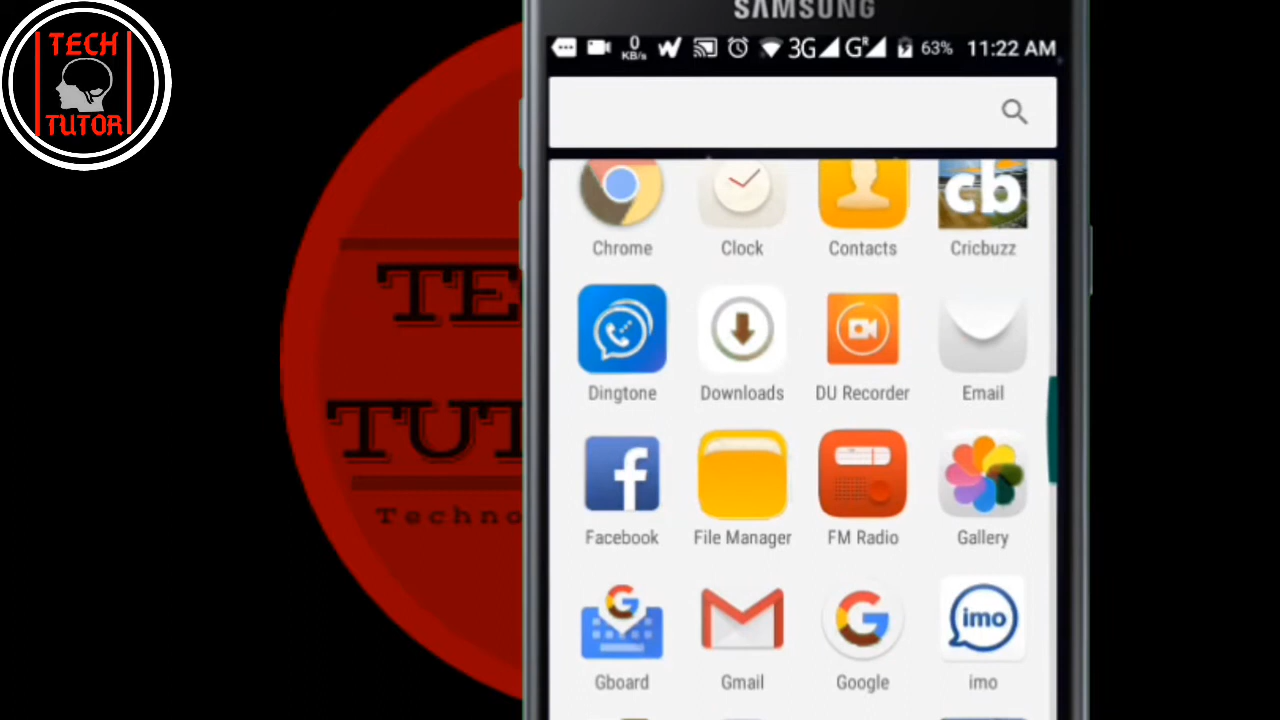 TECH
TUTOR
SAMSUNG
0
KB/s
3G
G R
63%
11:22 AM
cb
Chrome
Clock
Contacts
Cricbuzz
Dingtone
Downloads
DU Recorder
Email
Facebook
File Manager
FM Radio
Gallery
imo
Gboard
Gmail
Google
imo
TE
TUT
Techno